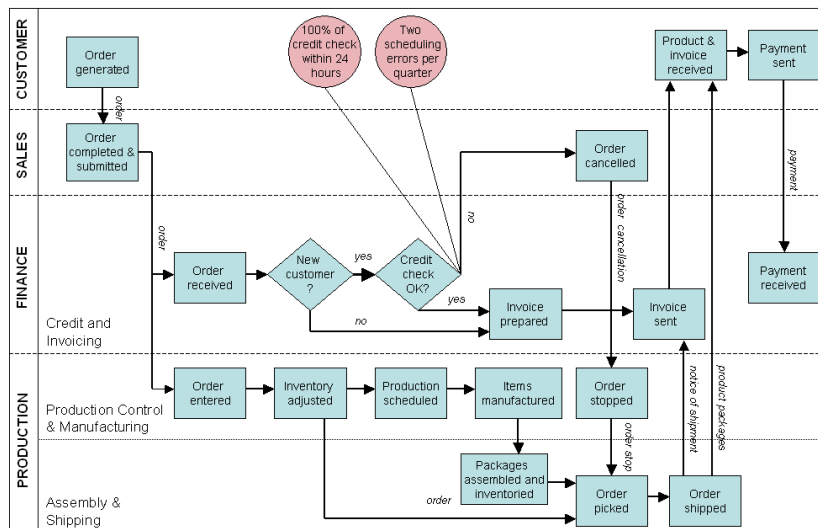 CUSTOMER
Order
generated
100% of
credit check
within 24
hours
Two
scheduling
errors per
quarter
Product &
invoice
received
Payment
sent
order
SALES
Order
completed &
submitted
Order
cancelled
payment
order
no
order cancellation
FINANCE
Order
received
New
customer
?
yes
Credit
check
OK?
yes
no
Invoice
prepared
Invoice
sent
Payment
received
Credit and
Invoicing
PRODUCTION
Order
entered
Inventory
adjusted
Production
scheduled
Items
manufactured
Order
stopped
notice of shipment
product packages
Production Control
& Manufacturing
order stop
Packages
assembled and
inventoried
order
Order
picked
Order
shipped
Assembly &
Shipping